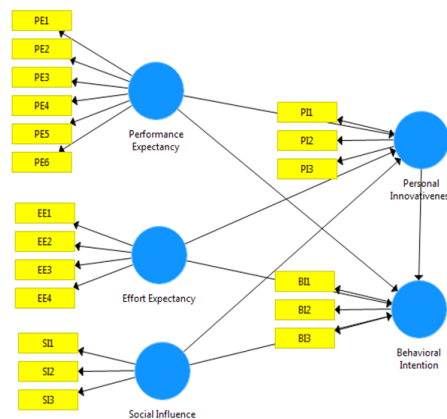 PE1
PE2
PE3
PE4
PE5
PE6
Performance
Expectancy
PI1
PI2
PI3
Personal
Innovativeness
EE1
EE2
EE3
EE4
Effort Expectancy
BI1
BI2
BI3
Behavioral
Intention
SI1
SI2
SI3
Social Influence